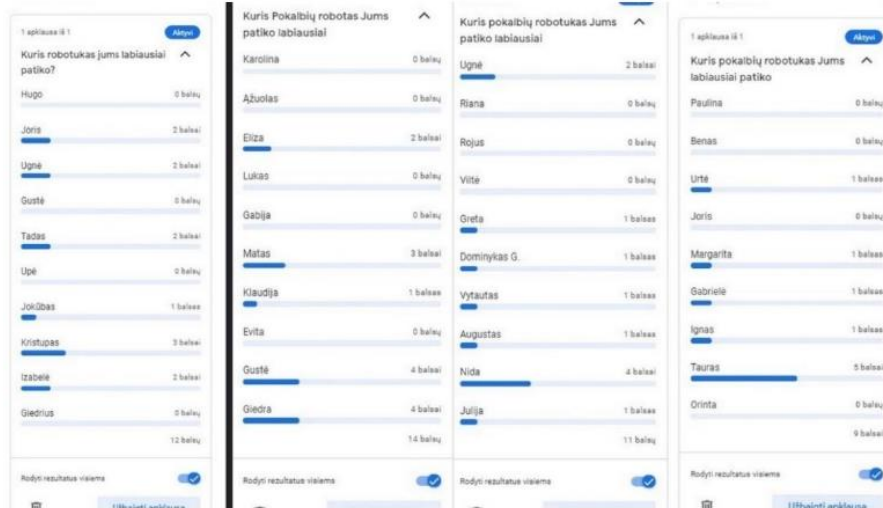 1 apklausa iš 1
Aktyvi
Kuris robotukas jums labiausiai
patiko?
Hugo 0 balsų
Joris 2 balsai
Ugnė 2 balsai
Gustė 0 balsų
Tadas 2 balsai
Upė 0 balsų
Jokūbas 1 balsas
Kristupas 3 balsai
Izabelė 2 balsai
Giedrius 0 balsų
12 balsų
Rodyti rezultatus visiems
Užbaigti apklausą
Kuris Pokalbių robotas Jums
patiko labiausiai
Karolina 0 balsų
Ąžuolas 0 balsų
Eliza 2 balsai
Lukas 0 balsų
Gabija 0 balsų
Matas 3 balsai
Klaudija 1 balsas
Evita 0 balsų
Gustė 4 balsai
Giedra 4 balsai
14 balsų
Rodyti rezultatus visiems
Kuris pokalbių robotukas Jums
patiko labiausiai
Ugnė 2 balsai
Riana 0 balsų
Rojus 0 balsų
Viltė 0 balsų
Greta 1 balsas
Dominykas G. 1 balsas
Vytautas 1 balsas
Augustas 1 balsas
Nida 4 balsai
Julija 1 balsas
11 balsų
Rodyti rezultatus visiems
1 apklausa iš 1
Aktyvi
Kuris pokalbių robotukas Jums
labiausiai patiko
Paulina 0 balsų
Benas 0 balsų
Urtė 1 balsas
Joris 0 balsų
Margarita 1 balsas
Gabrielė 1 balsas
Ignas 1 balsas
Tauras 5 balsai
Orinta 0 balsų
9 balsai
Rodyti rezultatus visiems
Užbaigti apklausą